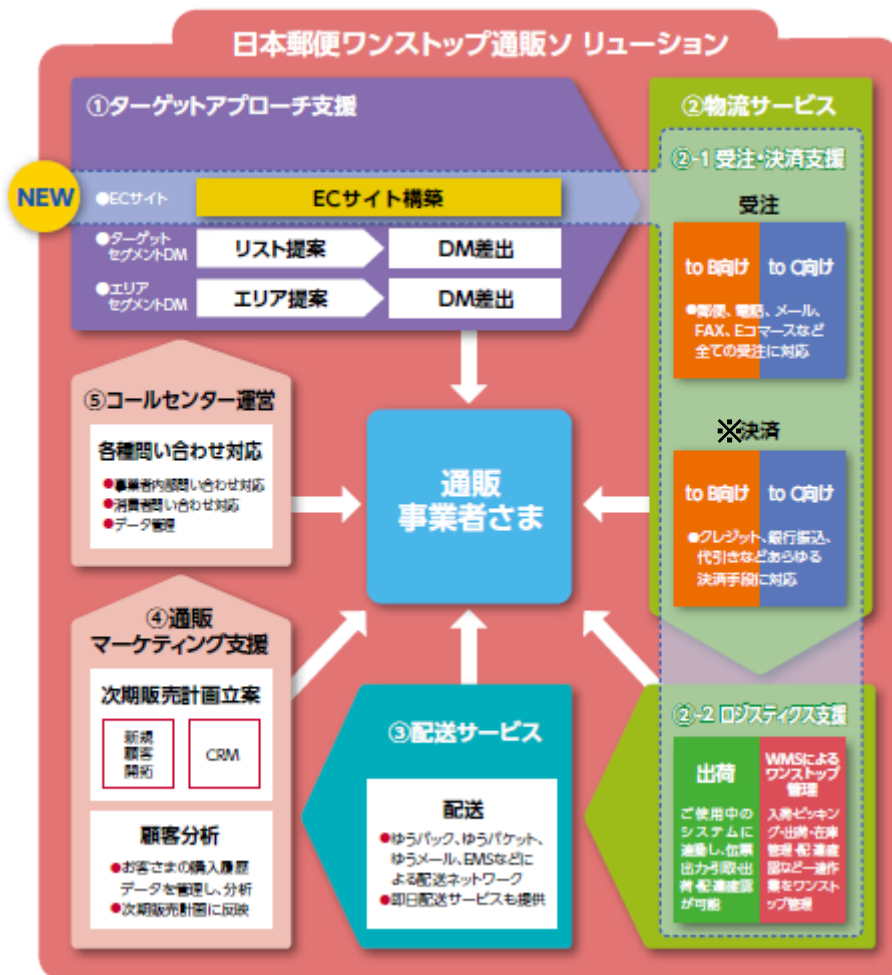 日本郵便ワンストップ通販ソリューション
①ターゲットアプローチ支援
NEW
●ECサイト
ECサイト構築
●ターゲット
セグメントDM
リスト提案
DM差出
●エリア
セグメントDM
エリア提案
DM差出
②物流サービス
②-1 受注・決済支援
受注
to B向け
to C向け
●郵便、電話、メール、
FAX、Eコマースなど
全ての受注に対応
※決済
to B向け
to C向け
●クレジット、銀行振込、
代引きなどあらゆる
決済手段に対応
②-2 ロジスティクス支援
出荷
ご使用中の
システムに
連動し、伝票
出力・引取・出
荷・配達確認
が可能
WMSによる
ワンストップ
管理
入荷・ピッキン
グ・出荷・在庫
管理・配達確
認など一連作
業をワンスト
ップ管理
③配送サービス
配送
●ゆうパック、ゆうパケット、
ゆうメール、EMSなどに
よる配送ネットワーク
●即日配送サービスも提供
④通販
マーケティング支援
次期販売計画立案
新規
顧客
開拓
CRM
顧客分析
●お客さまの購入履歴
データを管理し、分析
●次期販売計画に反映
⑤コールセンター運営
各種問い合わせ対応
●事業者内部問い合わせ対応
●消費者問い合わせ対応
●データ管理
通販
事業者さま